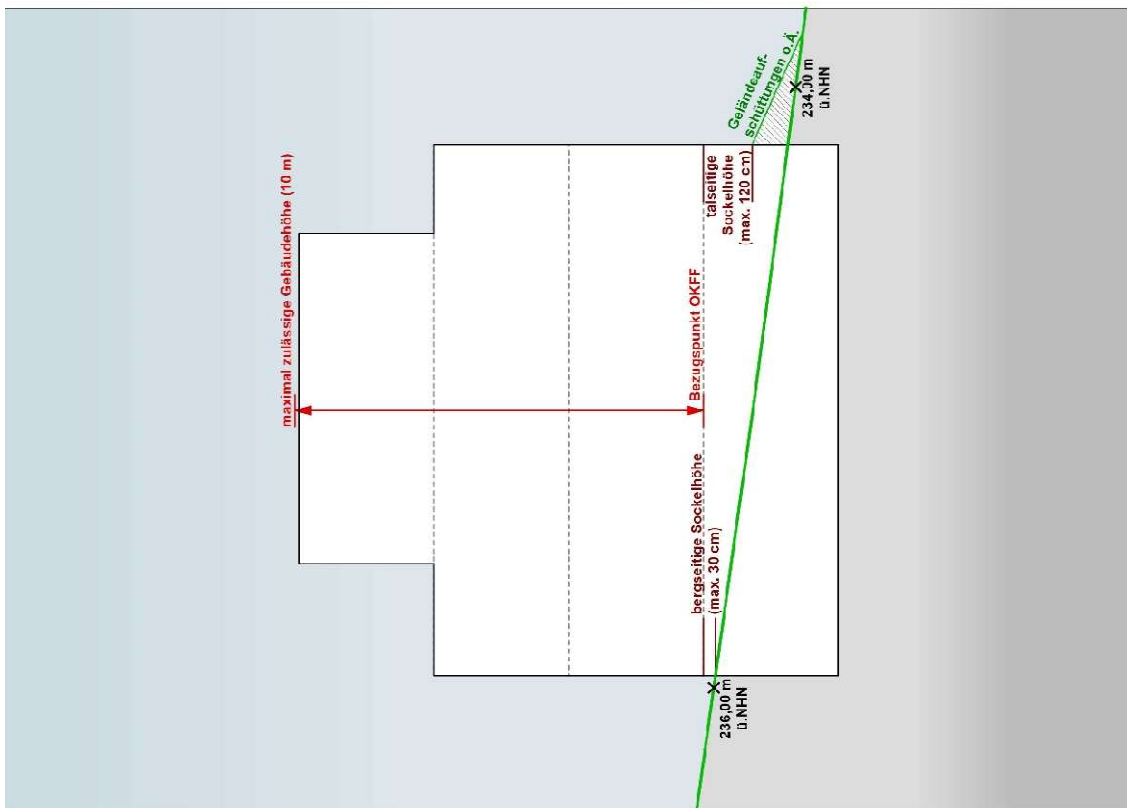 maximal zulässige Gebäudehöhe (10 m)
Bezugspunkt OKFF
bergseitige Sockelhöhe
(max. 30 cm)
236,00 m
ü.NHN
talseitige
Sockelhöhe
(max. 120 cm)
Geländeauf-
schüttungen o.Ä.
234,00 m
ü.NHN